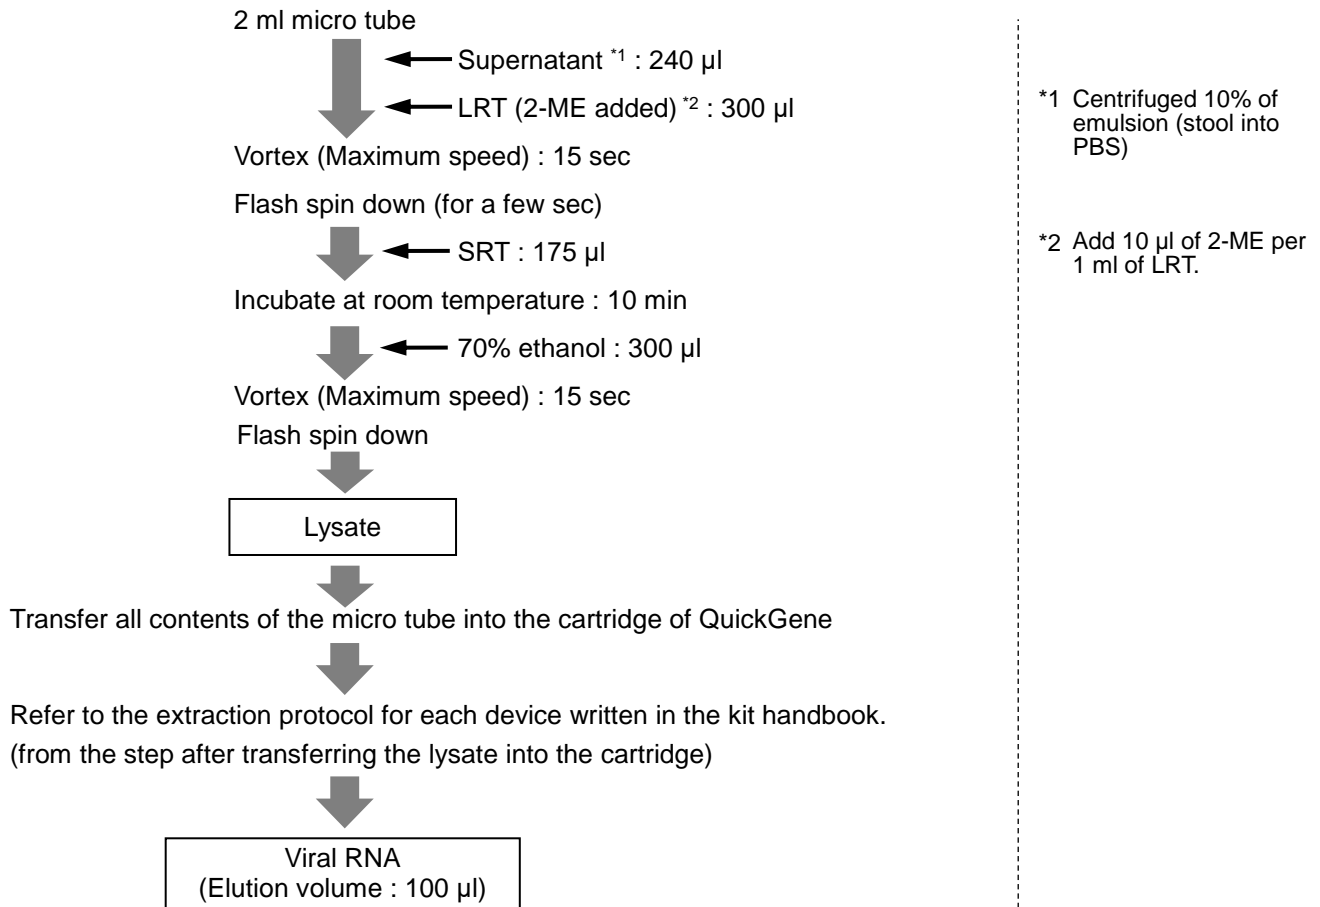 2 ml micro tube
Supernatant *1 : 240 µl
LRT (2-ME added) *2 : 300 µl
Vortex (Maximum speed) : 15 sec
Flash spin down (for a few sec)
SRT : 175 µl
Incubate at room temperature : 10 min
70% ethanol : 300 µl
Vortex (Maximum speed) : 15 sec
Flash spin down
Lysate
Transfer all contents of the micro tube into the cartridge of QuickGene
Refer to the extraction protocol for each device written in the kit handbook.
(from the step after transferring the lysate into the cartridge)
Viral RNA
(Elution volume : 100 µl)
*1 Centrifuged 10% of
emulsion (stool into
PBS)
*2 Add 10 µl of 2-ME per
1 ml of LRT.